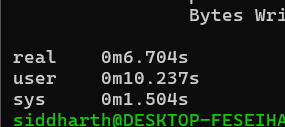 Bytes Wri
real 0m6.704s
user 0m10.237s
sys 0m1.504s
siddharth@DESKTOP-FESEIHA